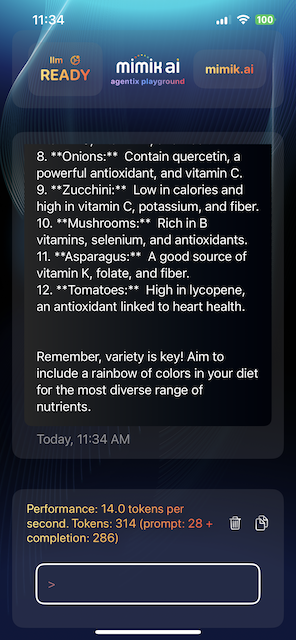 11:34
100
llm
READY
mimik ai
agentix playground
mimik.ai
8. **Onions:** Contain quercetin, a
powerful antioxidant, and vitamin C.
9. **Zucchini:** Low in calories and
high in vitamin C, potassium, and fiber.
10. **Mushrooms:** Rich in B
vitamins, selenium, and antioxidants.
11. **Asparagus:** A good source of
vitamin K, folate, and fiber.
12. **Tomatoes:** High in lycopene,
an antioxidant linked to heart health.
Remember, variety is key! Aim to
include a rainbow of colors in your diet
for the most diverse range of
nutrients.
Today, 11:34 AM
Performance: 14.0 tokens per
second. Tokens: 314 (prompt: 28 +
completion: 286)
>